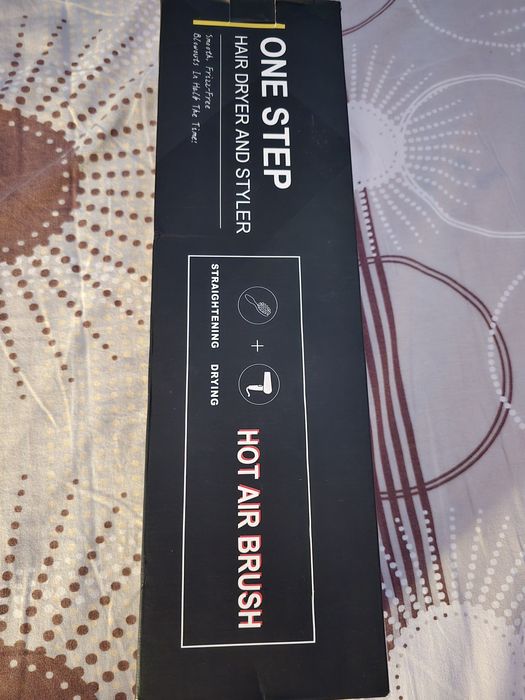 ONE STEP
HAIR DRYER AND STYLER
Smooth, Frizz-Free
Blowouts In Half The Time!
+
STRAIGHTENING DRYING
HOT AIR BRUSH